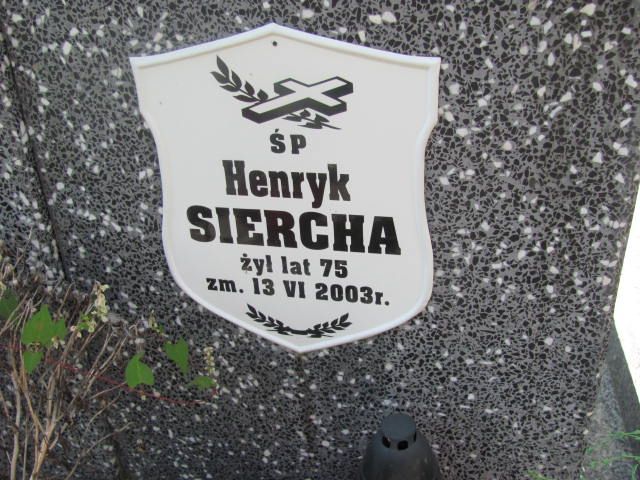 ŚP
Henryk
SIERCHA
żył lat 75
zm. 13 VI 2003r.